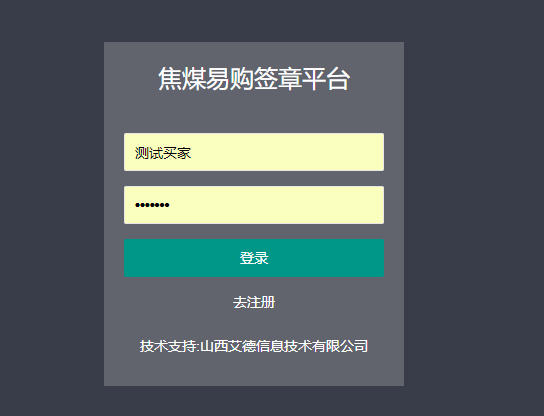 焦煤易购签章平台
测试买家
•••••••
登录
去注册
技术支持:山西艾德信息技术有限公司